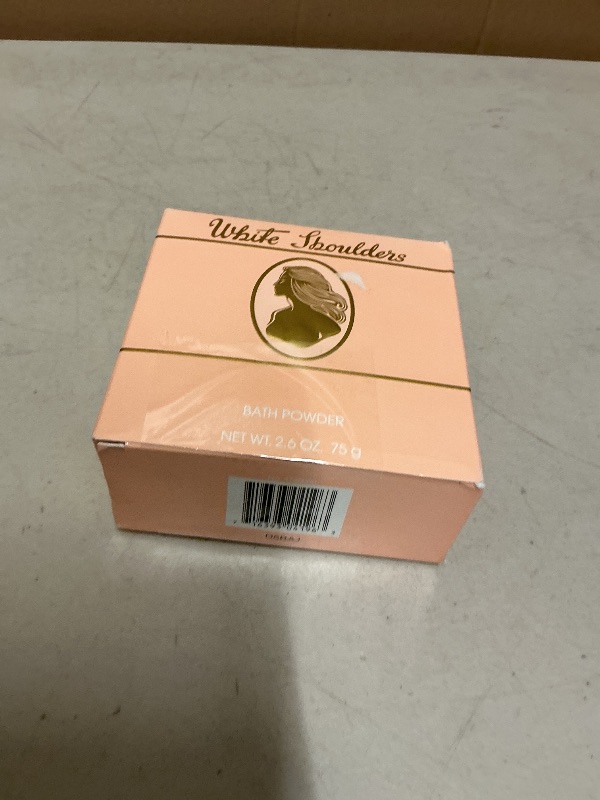 White Shoulders
BATH POWDER
NET WT. 2.6 OZ. 75 g